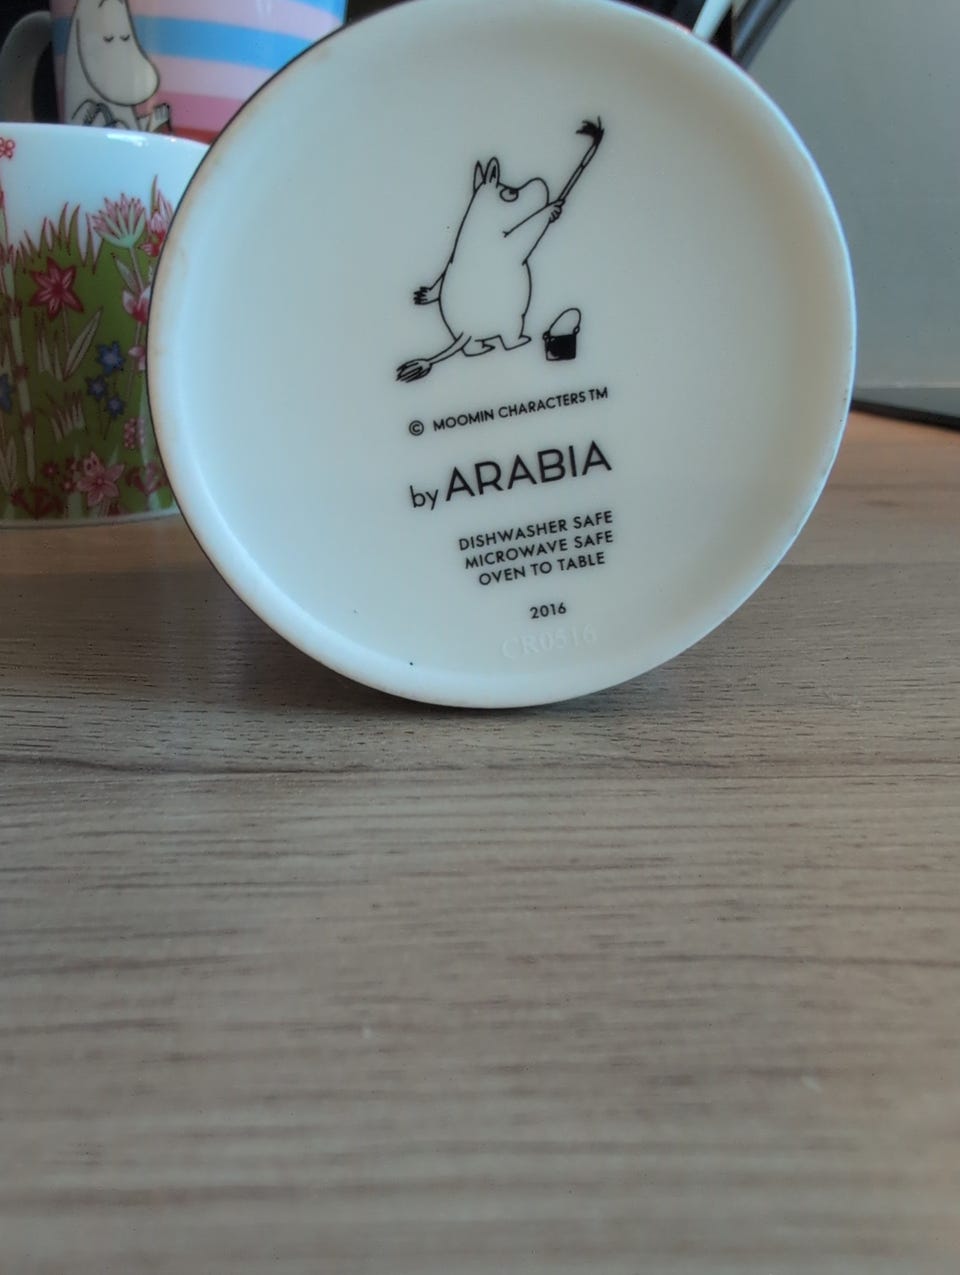 © MOOMIN CHARACTERS TM
by ARABIA
DISHWASHER SAFE
MICROWAVE SAFE
OVEN TO TABLE
2016
CR0516